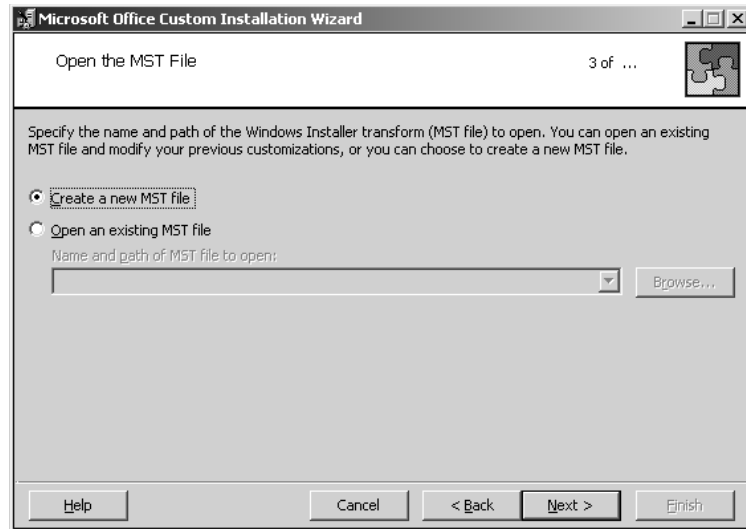 Microsoft Office Custom Installation Wizard
Open the MST File
3 of ...
Specify the name and path of the Windows Installer transform (MST file) to open. You can open an existing
MST file and modify your previous customizations, or you can choose to create a new MST file.
Create a new MST file
Open an existing MST file
Name and path of MST file to open:
Browse...
Help
Cancel
< Back
Next >
Finish